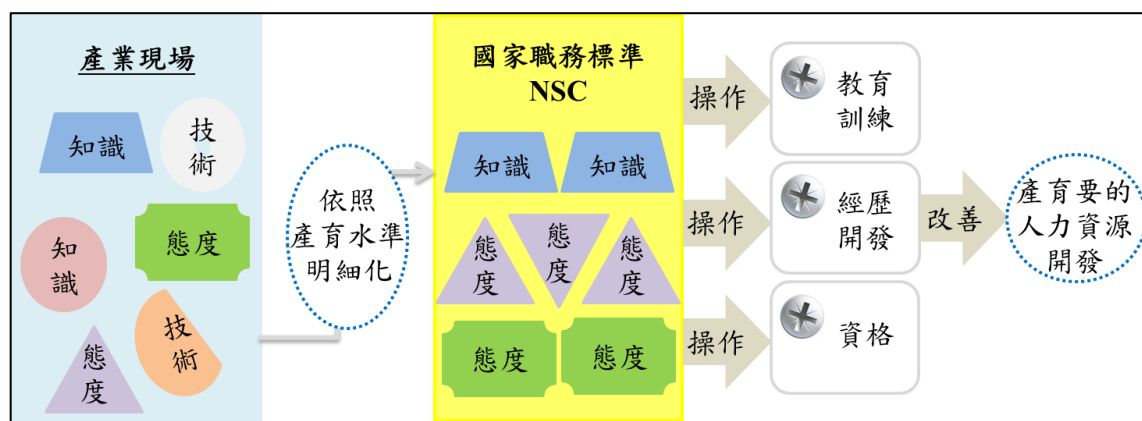 產業現場
知識
技
術
知
識
態度
技
術
態
度
依照
產育水準
明細化
國家職務標準
NSC
知識
知識
態
度
態
度
態
度
態度
態度
操作
教育
訓練
操作
經歷
開發
操作
資格
改善
產育要的
人力資源
開發